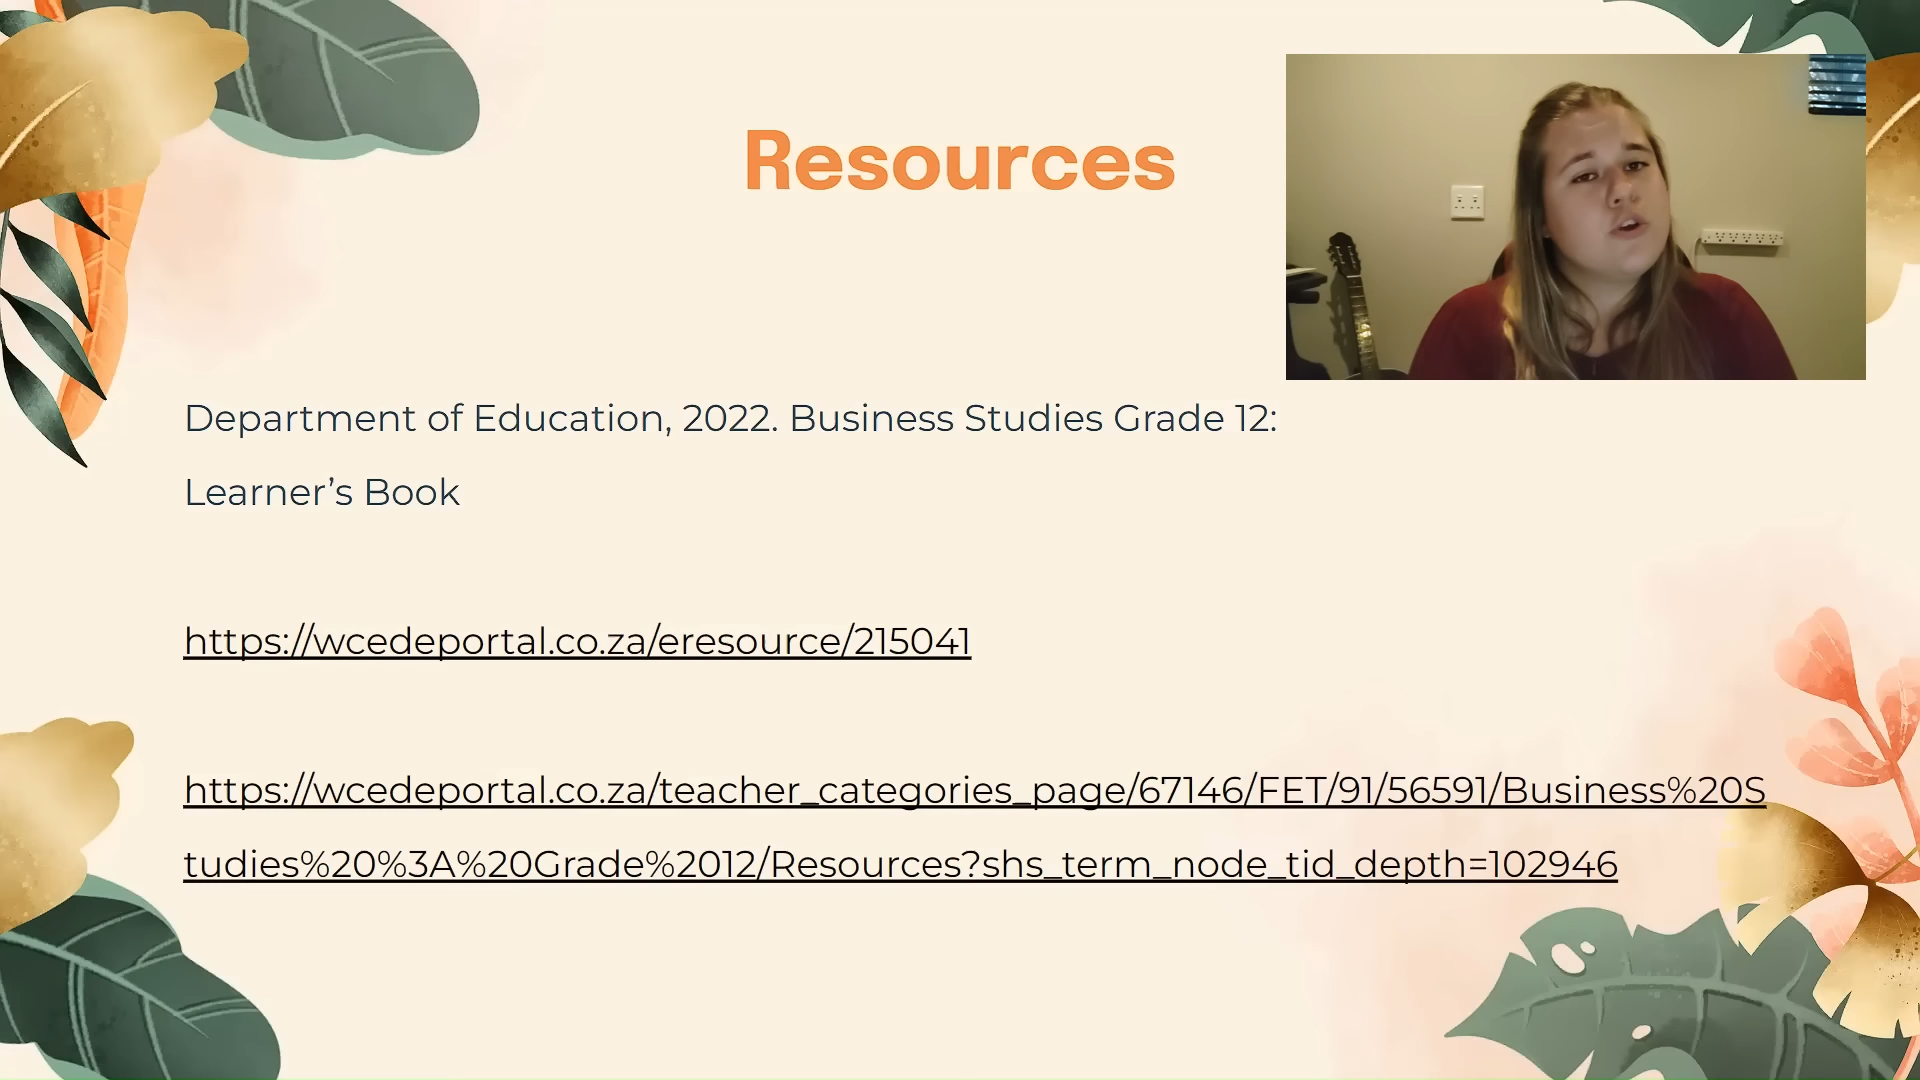 Resources
Department of Education, 2022. Business Studies Grade 12:
Learner’s Book
https://wcedeportal.co.za/eresource/215041
https://wcedeportal.co.za/teacher_categories_page/67146/FET/91/56591/Business%20S
tudies%20%3A%20Grade%2012/Resources?shs_term_node_tid_depth=102946